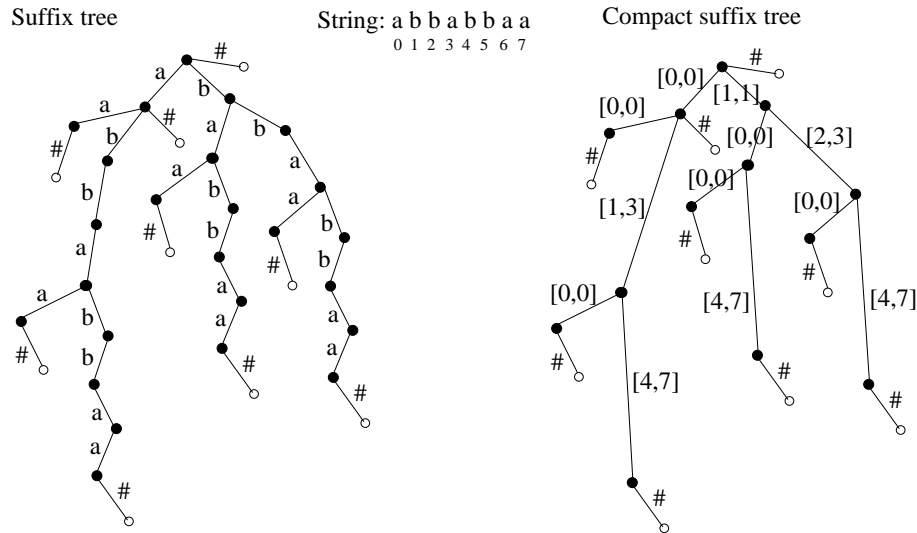 Suffix tree
String: a b b a b b a a
0 1 2 3 4 5 6 7
Compact suffix tree
#
a
b
a
b
#
a
b
#
b
a
b
a
b
a
#
b
#
b
a
a
b
#
b
a
a
#
b
a
#
b
a
#
a
a
#
#
[0,0]
[1,1]
[0,0]
#
[0,0]
[2,3]
#
[0,0]
[1,3]
[0,0]
#
#
[0,0]
[4,7]
[4,7]
#
#
#
[4,7]
#